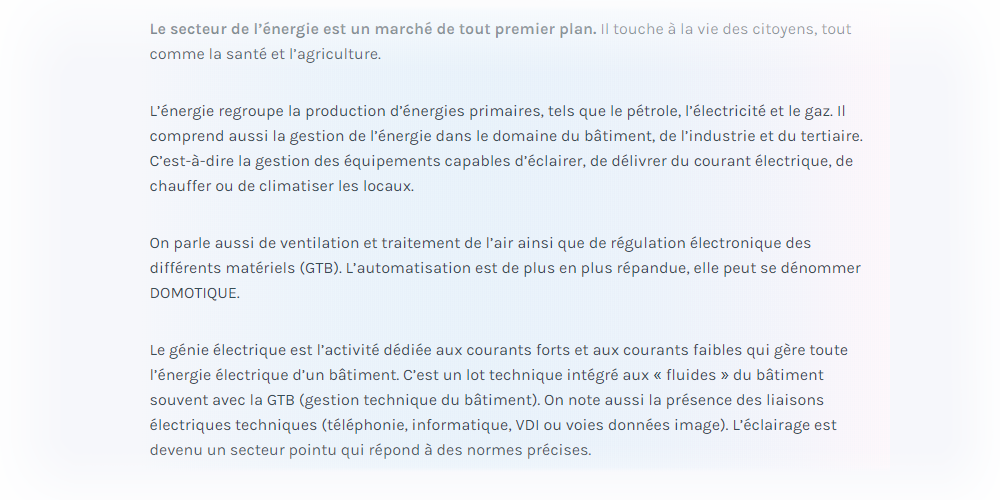 Le secteur de l’énergie est un marché de tout premier plan. Il touche à la vie des citoyens, tout
comme la santé et l’agriculture.
L’énergie regroupe la production d’énergies primaires, tels que le pétrole, l’électricité et le gaz. Il
comprend aussi la gestion de l’énergie dans le domaine du bâtiment, de l’industrie et du tertiaire.
C’est-à-dire la gestion des équipements capables d’éclairer, de délivrer du courant électrique, de
chauffer ou de climatiser les locaux.
On parle aussi de ventilation et traitement de l’air ainsi que de régulation électronique des
différents matériels (GTB). L’automatisation est de plus en plus répandue, elle peut se dénommer
DOMOTIQUE.
Le génie électrique est l’activité dédiée aux courants forts et aux courants faibles qui gère toute
l’énergie électrique d’un bâtiment. C’est un lot technique intégré aux « fluides » du bâtiment
souvent avec la GTB (gestion technique du bâtiment). On note aussi la présence des liaisons
électriques techniques (téléphonie, informatique, VDI ou voies données image). L’éclairage est
devenu un secteur pointu qui répond à des normes précises.